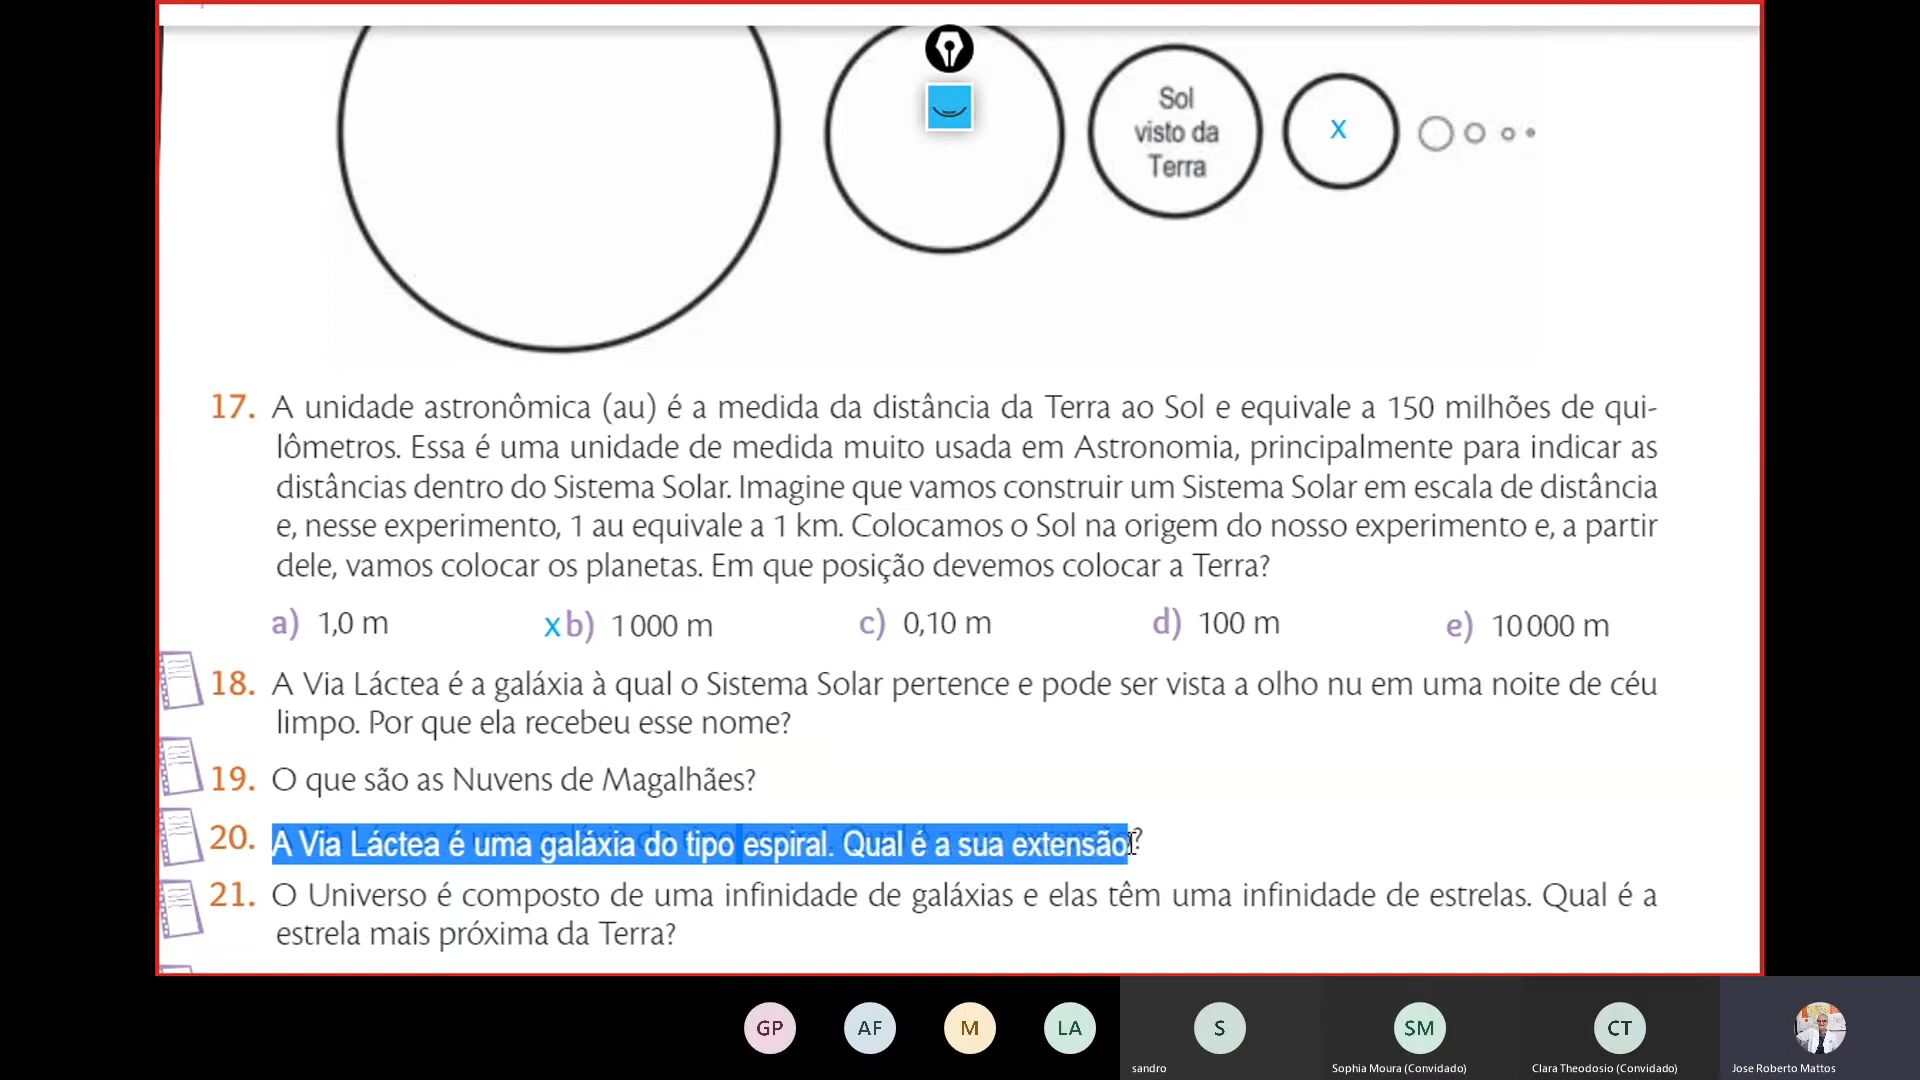 Sol
visto da
Terra
x
17. A unidade astronômica (au) é a medida da distância da Terra ao Sol e equivale a 150 milhões de qui-
lômetros. Essa é uma unidade de medida muito usada em Astronomia, principalmente para indicar as
distâncias dentro do Sistema Solar. Imagine que vamos construir um Sistema Solar em escala de distância
e, nesse experimento, 1 au equivale a 1 km. Colocamos o Sol na origem do nosso experimento e, a partir
dele, vamos colocar os planetas. Em que posição devemos colocar a Terra?
a) 1,0 m x b) 1 000 m c) 0,10 m d) 100 m e) 10 000 m
18. A Via Láctea é a galáxia à qual o Sistema Solar pertence e pode ser vista a olho nu em uma noite de céu
limpo. Por que ela recebeu esse nome?
19. O que são as Nuvens de Magalhães?
20. A Via Láctea é uma galáxia do tipo espiral. Qual é a sua extensão?
21. O Universo é composto de uma infinidade de galáxias e elas têm uma infinidade de estrelas. Qual é a
estrela mais próxima da Terra?
GP AF M LA S SM CT
sandro Sophia Moura (Convidado) Clara Theodosio (Convidado) Jose Roberto Mattos